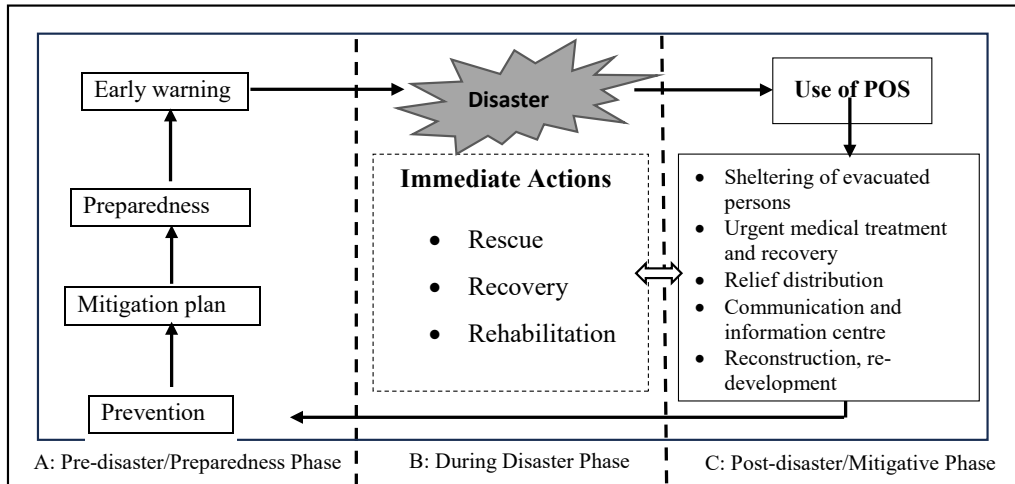 Early warning
Preparedness
Mitigation plan
Prevention
A: Pre-disaster/Preparedness Phase
Disaster
Immediate Actions
• Rescue
• Recovery
• Rehabilitation
B: During Disaster Phase
Use of POS
• Sheltering of evacuated
persons
• Urgent medical treatment
and recovery
• Relief distribution
• Communication and
information centre
• Reconstruction, re-
development
C: Post-disaster/Mitigative Phase